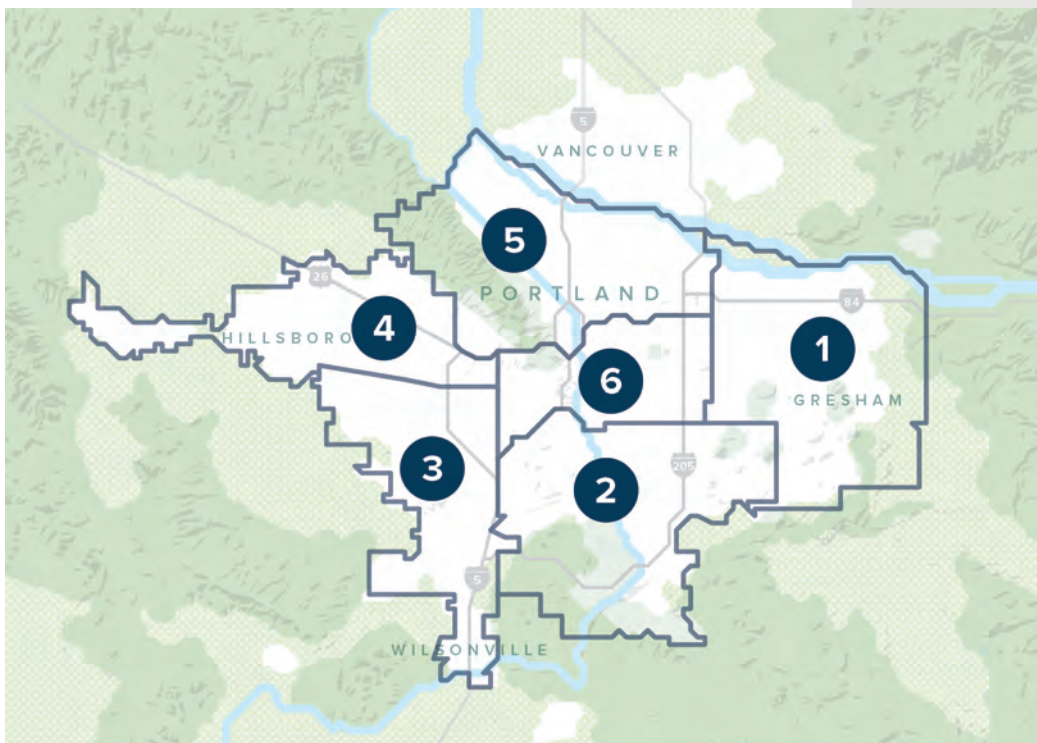 5
VANCOUVER
5
PORTLAND
26
84
4
HILLSBORO
1
6
GRESHAM
3
205
2
5
WILSONVILLE